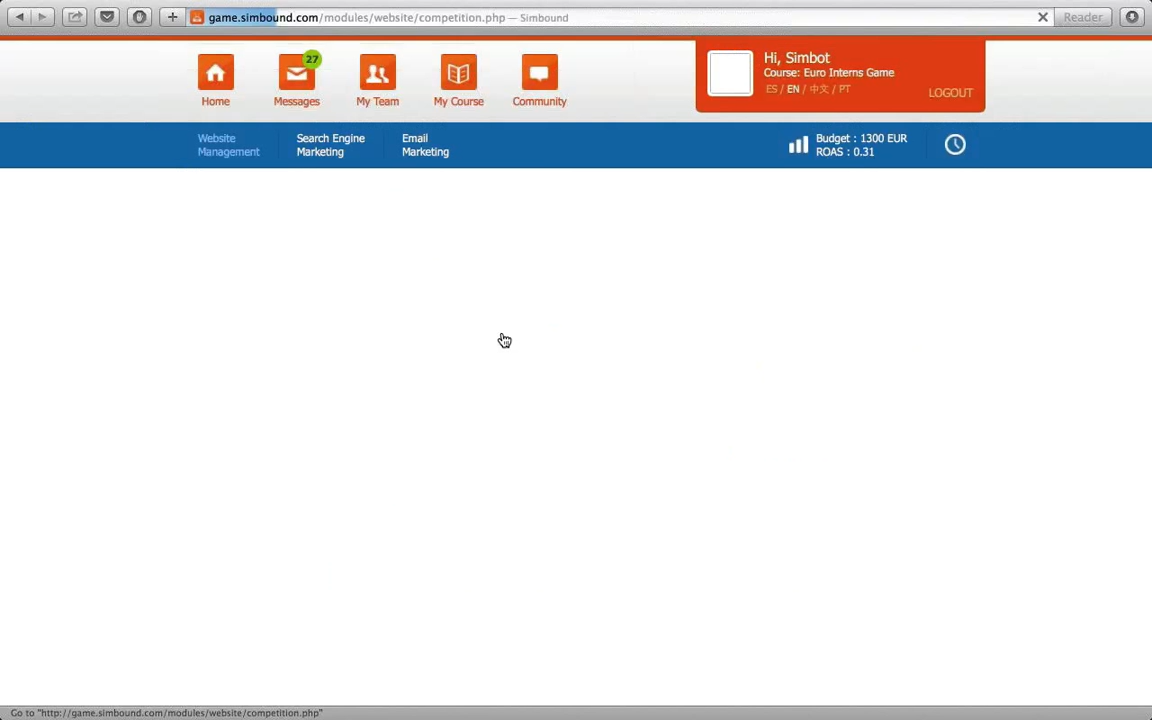 game.simbound.com/modules/website/competition.php — Simbound
Reader
27
Home
Messages
My Team
My Course
Community
Hi, Simbot
Course: Euro Interns Game
ES / EN / 中文 / PT
LOGOUT
Website
Management
Search Engine
Marketing
Email
Marketing
Budget : 1300 EUR
ROAS : 0.31
Go to "http://game.simbound.com/modules/website/competition.php"